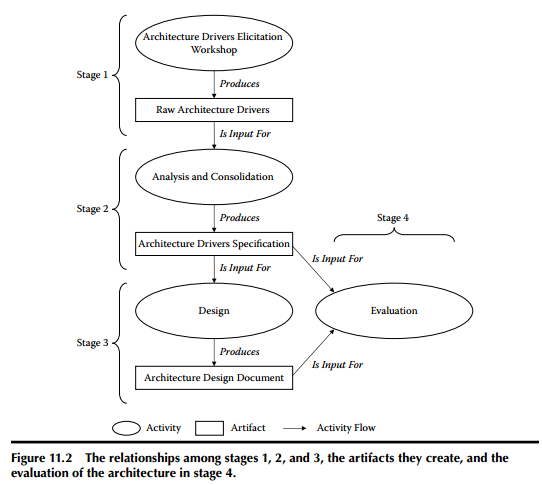 Architecture Drivers Elicitation
Workshop
Stage 1
Produces
Raw Architecture Drivers
Is Input For
Analysis and Consolidation
Stage 2
Produces
Stage 4
Architecture Drivers Specification
Is Input For
Is Input For
Design
Evaluation
Stage 3
Produces
Is Input For
Architecture Design Document
Activity
Artifact
Activity Flow
Figure 11.2 The relationships among stages 1, 2, and 3, the artifacts they create, and the
evaluation of the architecture in stage 4.